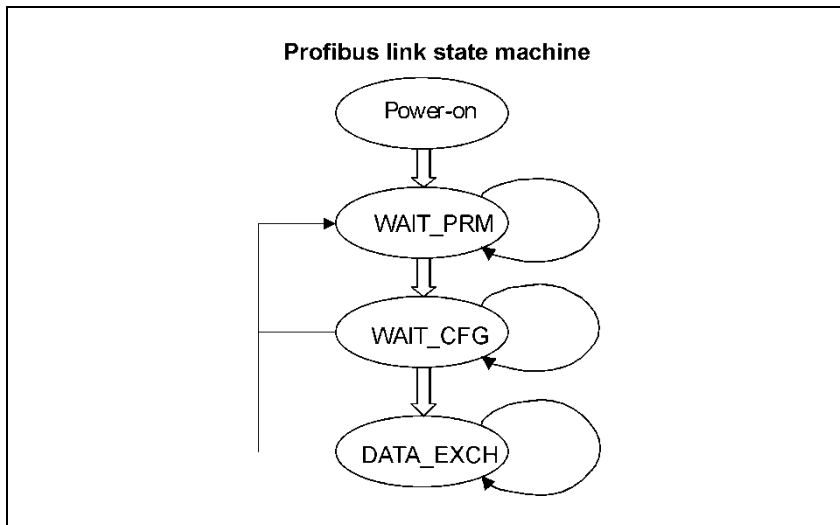 Profibus link state machine
Power-on
WAIT_PRM
WAIT_CFG
DATA_EXCH